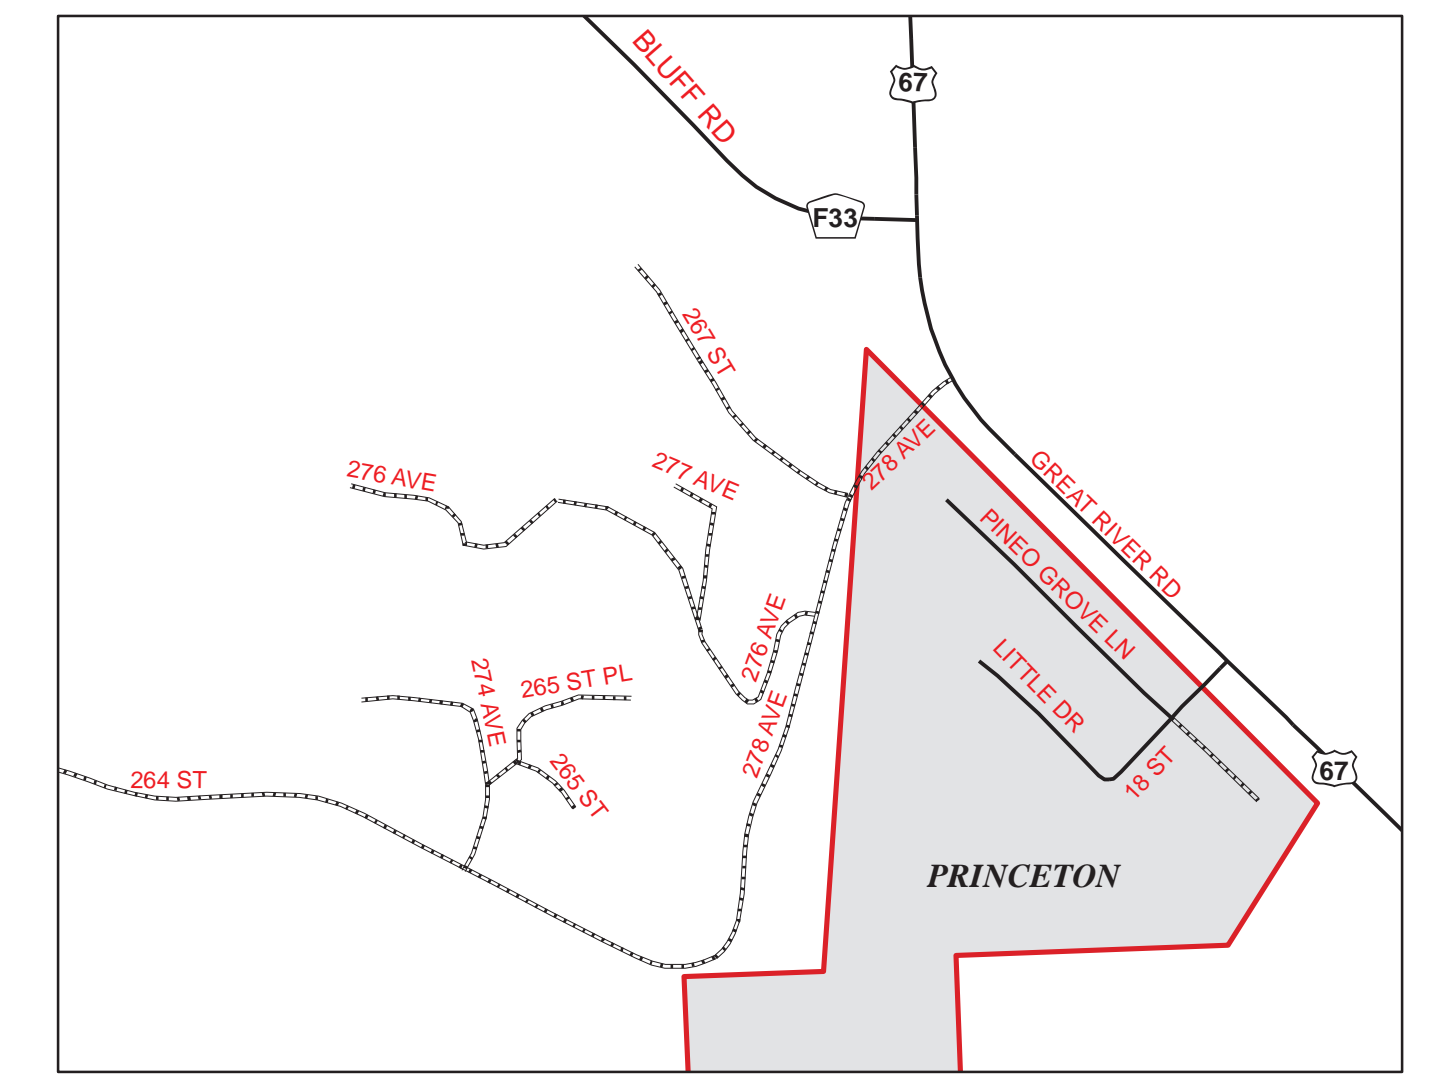 BLUFF RD
67
F33
267 ST
276 AVE
277 AVE
278 AVE
GREAT RIVER RD
PINEO GROVE LN
276 AVE
LITTLE DR
274 AVE
265 ST PL
278 AVE
264 ST
265 ST
18 ST
67
PRINCETON